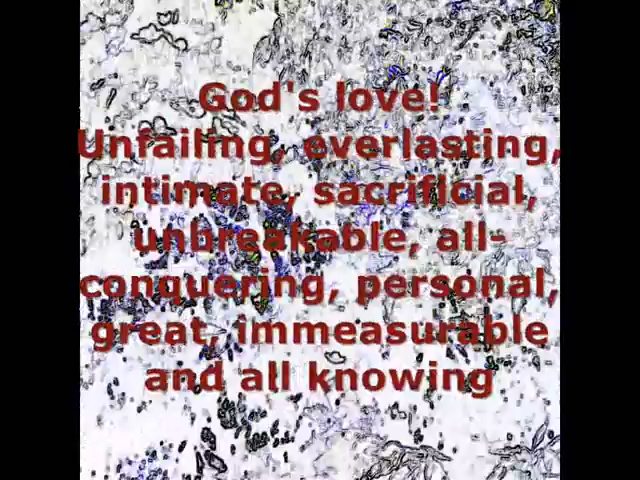 God's love!
Unfailing, everlasting,
intimate, sacrificial,
unbreakable, all-
conquering, personal,
great, immeasurable
and all knowing